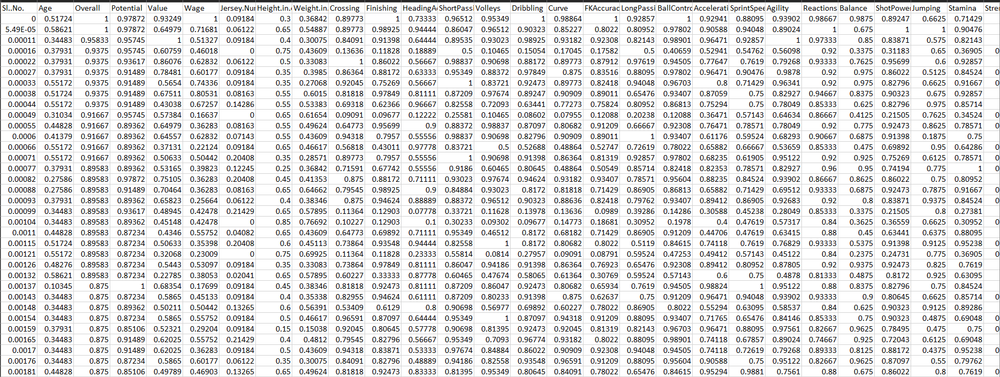 Sl..No. Age Overall Potential Value Wage Jersey.Nu Height.in. Weight.in. Crossing Finishing HeadingA ShortPassi Volleys Dribbling Curve FKAccurac LongPassi BallContro Accelerati SprintSpee Agility Reactions Balance ShotPower Jumping Stamina Stren
0 0.51724 1 0.97872 0.93249 1 0.09184 0.3 0.36842 0.89773 1 0.73333 0.96512 0.95349 1 0.98864 1 0.92857 1 0.92941 0.88095 0.93902 0.98667 0.9875 0.89247 0.6625 0.71429
5.49E-05 0.58621 1 0.97872 0.64979 0.71681 0.06122 0.65 0.54887 0.89773 0.98925 0.94444 0.86047 0.96512 0.90323 0.85227 0.8022 0.80952 0.97802 0.90588 0.94048 0.89024 1 0.675 1 1 0.90476
0.00011 0.34483 0.95833 0.95745 1 0.51327 0.09184 0.4 0.30075 0.84091 0.91398 0.64444 0.89535 0.93023 0.98925 0.93182 0.92308 0.82143 0.98901 0.96471 0.92857 1 0.97333 0.85 0.83871 0.575 0.82143
0.00016 0.37931 0.9375 0.95745 0.60759 0.46018 0 0.75 0.43609 0.13636 0.11828 0.18889 0.5 0.10465 0.15054 0.17045 0.17582 0.5 0.40659 0.52941 0.54762 0.56098 0.92 0.3375 0.31183 0.65 0.36905 0
0.00022 0.37931 0.9375 0.93617 0.86076 0.62832 0.06122 0.5 0.33083 1 0.86022 0.56667 0.98837 0.90698 0.88172 0.89773 0.87912 0.97619 0.94505 0.77647 0.7619 0.79268 0.93333 0.7625 0.95699 0.6 0.92857
0.00027 0.37931 0.9375 0.91489 0.78481 0.60177 0.09184 0.35 0.3985 0.86364 0.88172 0.63333 0.95349 0.88372 0.97849 0.875 0.83516 0.88095 0.97802 0.96471 0.90476 0.9878 0.92 0.975 0.86022 0.5125 0.84524 0
0.00033 0.55172 0.9375 0.91489 0.5654 0.74336 0.09184 0.35 0.27068 0.92045 0.75269 0.56667 1 0.83721 0.92473 0.89773 0.82418 0.94048 0.96703 0.8 0.71429 0.96341 0.92 0.975 0.82796 0.6625 0.91667 0
0.00038 0.51724 0.9375 0.91489 0.67511 0.80531 0.08163 0.55 0.6015 0.81818 0.97849 0.81111 0.87209 0.97674 0.89247 0.90909 0.89011 0.65476 0.93407 0.87059 0.75 0.82927 0.94667 0.8375 0.90323 0.675 0.92857
0.00044 0.55172 0.9375 0.91489 0.43038 0.67257 0.14286 0.55 0.53383 0.69318 0.62366 0.96667 0.82558 0.72093 0.63441 0.77273 0.75824 0.80952 0.86813 0.75294 0.75 0.78049 0.85333 0.625 0.82796 0.975 0.85714
0.00049 0.31034 0.91667 0.95745 0.57384 0.16637 0 0.65 0.61654 0.09091 0.09677 0.12222 0.25581 0.10465 0.08602 0.07955 0.12088 0.20238 0.12088 0.36471 0.57143 0.64634 0.86667 0.4125 0.21505 0.7625 0.34524 0
0.00055 0.44828 0.91667 0.89362 0.64979 0.36283 0.08163 0.55 0.49624 0.64773 0.95699 0.9 0.88372 0.98837 0.87097 0.80682 0.91209 0.66667 0.92308 0.76471 0.78571 0.78049 0.92 0.775 0.92473 0.8625 0.78571 0
0.0006 0.41379 0.91667 0.89362 0.64557 0.62832 0.07143 0.55 0.43609 0.94318 0.7957 0.55556 0.98837 0.90698 0.82796 0.90909 0.89011 1 0.93407 0.61176 0.59524 0.68293 0.90667 0.6875 0.91398 0.1875 0.75
0.00066 0.55172 0.91667 0.89362 0.37131 0.22124 0.09184 0.65 0.46617 0.56818 0.43011 0.97778 0.83721 0.5 0.52688 0.48864 0.52747 0.72619 0.78022 0.65882 0.66667 0.53659 0.85333 0.475 0.69892 0.95 0.64286 0
0.00071 0.55172 0.91667 0.89362 0.50633 0.50442 0.20408 0.35 0.28571 0.89773 0.7957 0.55556 1 0.90698 0.91398 0.86364 0.81319 0.92857 0.97802 0.68235 0.61905 0.95122 0.92 0.925 0.75269 0.6125 0.78571 0
0.00077 0.37931 0.89583 0.89362 0.53165 0.39823 0.12245 0.25 0.36842 0.71591 0.67742 0.55556 0.9186 0.60465 0.80645 0.48864 0.50549 0.85714 0.82418 0.82353 0.78571 0.82927 0.96 0.95 0.74194 0.775 1 0
0.00082 0.27586 0.89583 0.97872 0.75105 0.36283 0.20408 0.45 0.41353 0.875 0.88172 0.71111 0.93023 0.97674 0.94624 0.93182 0.93407 0.78571 0.95604 0.88235 0.84524 0.93902 0.86667 0.8625 0.86022 0.75 0.80952
0.00088 0.27586 0.89583 0.91489 0.70464 0.36283 0.08163 0.65 0.64662 0.79545 0.98925 0.9 0.84884 0.93023 0.8172 0.81818 0.71429 0.86905 0.86813 0.65882 0.71429 0.69512 0.93333 0.6875 0.92473 0.7875 0.91667 0
0.00093 0.37931 0.89583 0.89362 0.65823 0.25664 0.06122 0.4 0.38346 0.875 0.94624 0.88889 0.88372 0.96512 0.90323 0.88636 0.82418 0.79762 0.93407 0.89412 0.86905 0.92683 0.92 0.8 0.83871 0.9375 0.84524 0
0.00099 0.34483 0.89583 0.93617 0.48945 0.42478 0.21429 0.65 0.57895 0.11364 0.12903 0.07778 0.33721 0.11628 0.13978 0.13636 0.0989 0.39286 0.14286 0.30588 0.45238 0.28049 0.85333 0.3375 0.21505 0.8 0.27381
0.00104 0.34483 0.89583 0.89362 0.45148 0.42478 0 0.85 0.76692 0.10227 0.12903 0.1 0.30233 0.09302 0.09677 0.14773 0.18681 0.30952 0.1978 0.4 0.47619 0.57317 0.84 0.3625 0.36559 0.6625 0.30952 0
0.0011 0.44828 0.89583 0.87234 0.4346 0.55752 0.04082 0.65 0.43609 0.64773 0.69892 0.71111 0.95349 0.46512 0.8172 0.68182 0.71429 0.86905 0.91209 0.44706 0.47619 0.63415 0.88 0.45 0.63441 0.6375 0.88095
0.00115 0.51724 0.89583 0.87234 0.50633 0.35398 0.20408 0.6 0.45113 0.73864 0.93548 0.94444 0.82558 1 0.8172 0.80682 0.8022 0.5119 0.84615 0.74118 0.7619 0.76829 0.93333 0.5375 0.91398 0.9125 0.95238 0
0.00121 0.55172 0.89583 0.87234 0.32068 0.23009 0 0.75 0.69925 0.11364 0.11828 0.23333 0.55814 0.0814 0.27957 0.09091 0.08791 0.59524 0.47253 0.49412 0.57143 0.45122 0.84 0.2375 0.24731 0.775 0.36905 0
0.00126 0.48276 0.89583 0.87234 0.5443 0.53097 0.09184 0.35 0.33083 0.73864 0.97849 0.81111 0.86047 0.94186 0.91398 0.86364 0.76923 0.65476 0.92308 0.89412 0.80952 0.87805 0.92 0.9375 0.92473 0.825 0.7619
0.00132 0.58621 0.89583 0.87234 0.22785 0.38053 0.02041 0.65 0.57895 0.60227 0.33333 0.87778 0.60465 0.47674 0.58065 0.61364 0.30769 0.59524 0.57143 0.6 0.75 0.4878 0.81333 0.4875 0.8172 0.925 0.63095
0.00137 0.10345 0.875 1 0.68354 0.17699 0.09184 0.45 0.38346 0.81818 0.92473 0.81111 0.87209 0.86047 0.92473 0.80682 0.65934 0.7619 0.94505 0.98824 1 0.95122 0.88 0.8375 0.82796 0.75 0.84524
0.00143 0.34483 0.875 0.87234 0.5865 0.45133 0.09184 0.4 0.35338 0.82955 0.94624 0.61111 0.87209 0.80233 0.91398 0.875 0.62637 0.75 0.91209 0.96471 0.94048 0.93902 0.93333 0.9 0.80645 0.6625 0.85714 0
0.00148 0.34483 0.875 0.89362 0.50211 0.50442 0.13265 0.6 0.56391 0.53409 0.6129 0.8 0.90698 0.56977 0.69892 0.60227 0.78022 0.86905 0.8022 0.55294 0.63095 0.58537 0.84 0.625 0.90323 0.9125 0.89286
0.00154 0.34483 0.875 0.87234 0.5865 0.55752 0.09184 0.5 0.46617 0.96591 0.87097 0.64444 0.95349 1 0.87097 0.94318 0.91209 0.88095 0.93407 0.71765 0.65476 0.84146 0.85333 0.75 0.90323 0.4875 0.69048 0
0.00159 0.37931 0.875 0.85106 0.52321 0.29204 0.09184 0.15 0.15038 0.92045 0.80645 0.57778 0.90698 0.81395 0.92473 0.92045 0.81319 0.82143 0.96703 0.96471 0.88095 0.97561 0.82667 0.9625 0.78495 0.475 0.75 0
0.00165 0.34483 0.875 0.91489 0.62025 0.55752 0.21429 0.4 0.4812 0.79545 0.82796 0.56667 0.95349 0.7093 0.96774 0.93182 0.8022 0.88095 0.98901 0.74118 0.67857 0.89024 0.74667 0.925 0.72043 0.6125 0.69048
0.0017 0.34483 0.875 0.91489 0.62025 0.36283 0.09184 0.5 0.43609 0.94318 0.83871 0.53333 0.97674 0.84884 0.86022 0.90909 0.92308 0.94048 0.94505 0.74118 0.72619 0.79268 0.89333 0.8125 0.88172 0.4375 0.95238 0
0.00176 0.34483 0.875 0.87234 0.5865 0.60177 0.06122 0.35 0.30075 0.84091 0.82796 0.48889 0.94186 0.82558 0.93548 0.96591 0.91209 0.88095 0.95604 0.90588 0.75 0.95122 0.82667 0.9625 0.87097 0.55 0.79762
0.00181 0.44828 0.875 0.85106 0.49789 0.46903 0.13265 0.65 0.49624 0.81818 0.92473 0.83333 0.81395 0.95349 0.80645 0.84091 0.78022 0.65476 0.84615 0.95294 0.9881 0.7561 0.88 0.675 0.86022 0.8 0.7619 0